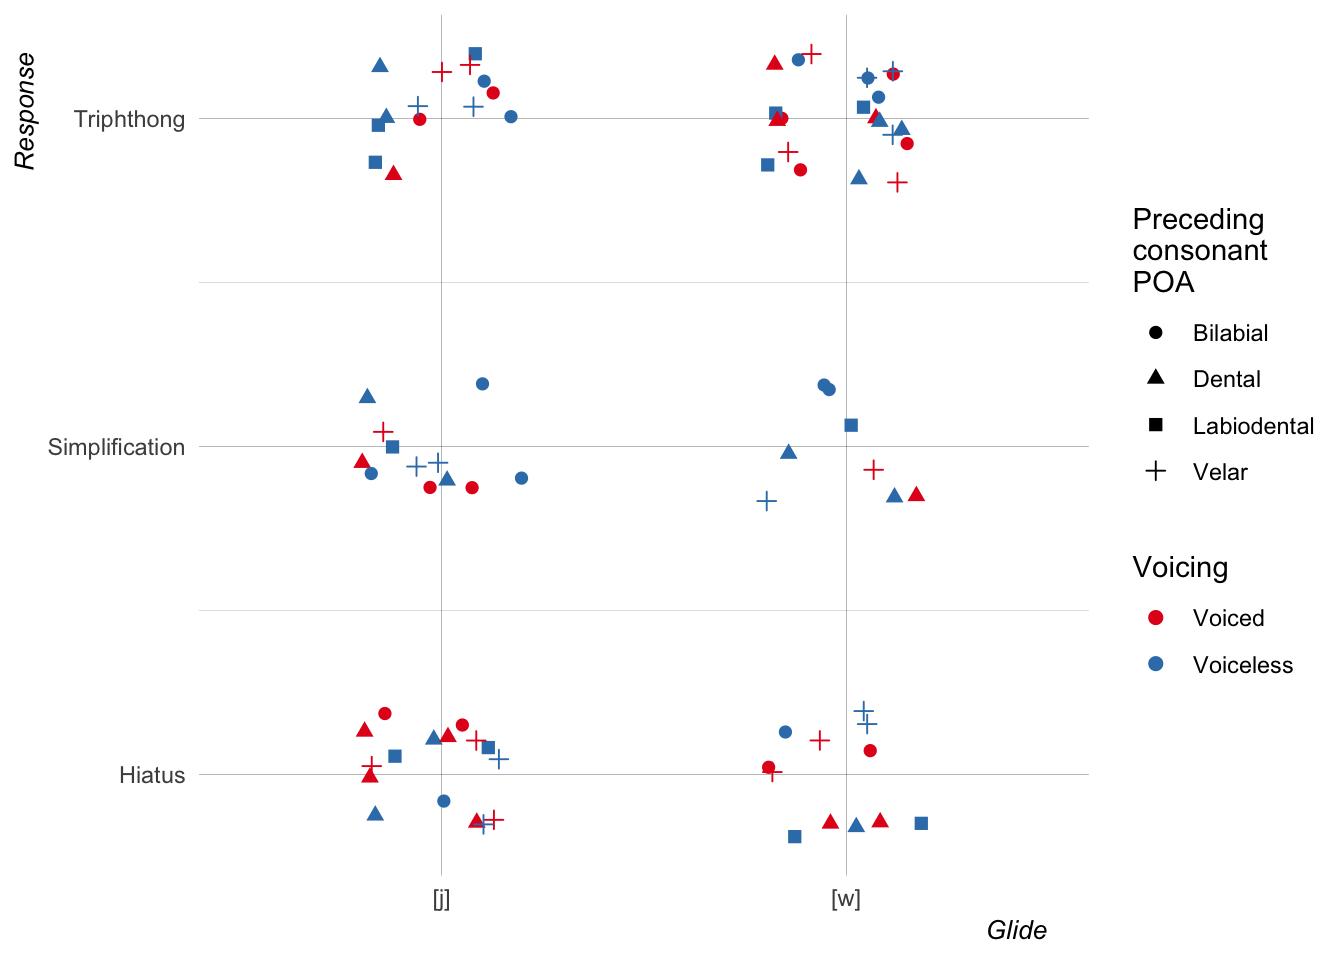 Response
Triphthong
Simplification
Hiatus
[j]
[w]
Glide
Preceding
consonant
POA
Bilabial
Dental
Labiodental
Velar
Voicing
Voiced
Voiceless